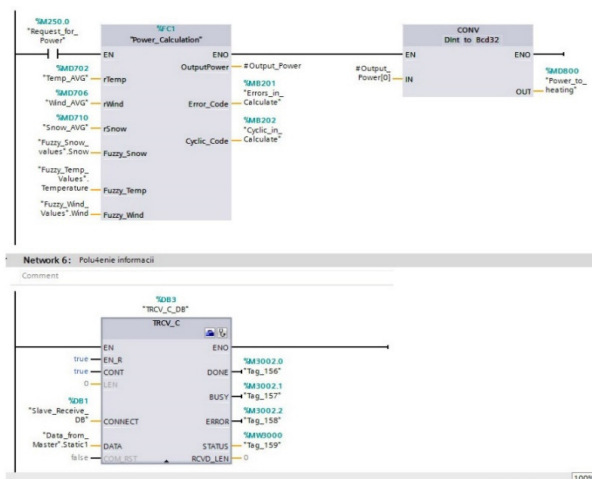 %M250.0
"Request_for_
Power"
%FC1
"Power_Calculation"
EN
ENO
%MD702
"Temp_AVG"
rTemp
OutputPower
#Output_Power
%MD706
"Wind_AVG"
rWind
Error_Code
%MB201
"Errors_in_
Calculate"
%MD710
"Snow_AVG"
rSnow
Cyclic_Code
%MB202
"Cyclic_in_
Calculate"
"Fuzzy_Snow_
values".Snow
Fuzzy_Snow
"Fuzzy_Temp_
Values".
Temperature
Fuzzy_Temp
"Fuzzy_Wind_
Values".Wind
Fuzzy_Wind
CONV
Dint to Bcd32
EN
ENO
#Output_
Power[0]
IN
OUT
%MD800
"Power_to_
heating"
Network 6: Polu4enie informacii
Comment
%DB3
"TRCV_C_DB"
TRCV_C
EN
ENO
true
EN_R
true
CONT
0
LEN
%DB1
"Slave_Receive_
DB"
CONNECT
"Data_from_
Master".Static1
DATA
false
COM_RST
DONE
%M3002.0
"Tag_156"
BUSY
%M3002.1
"Tag_157"
ERROR
%M3002.2
"Tag_158"
STATUS
%MW3000
"Tag_159"
RCVD_LEN
0
100%